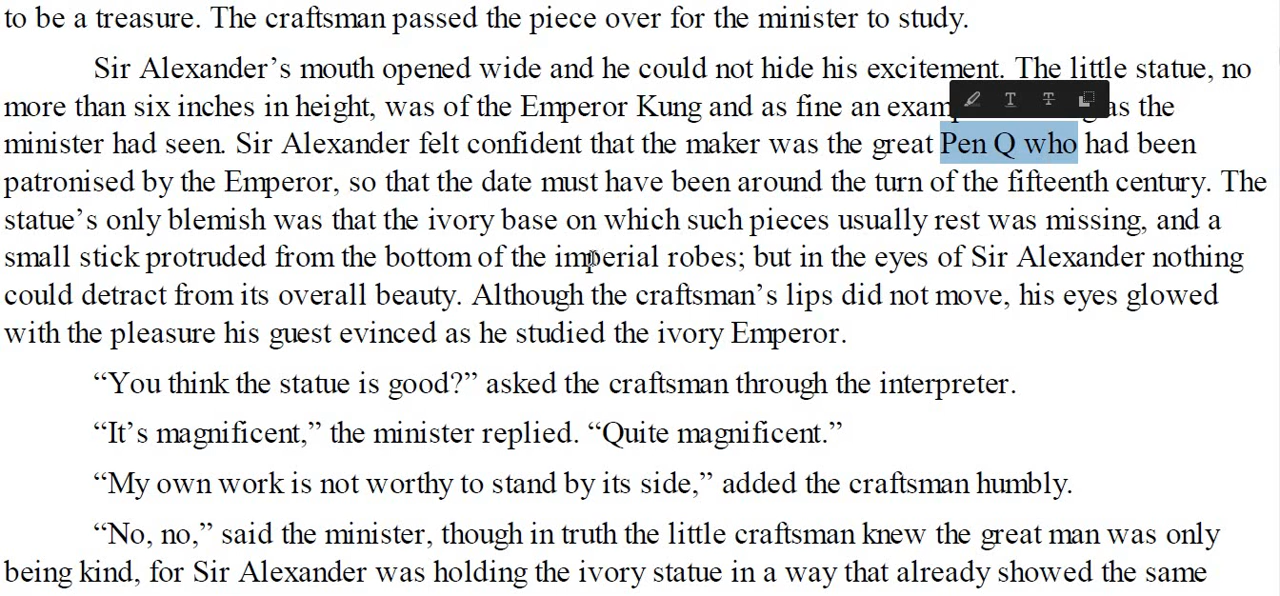 to be a treasure. The craftsman passed the piece over for the minister to study.
Sir Alexander’s mouth opened wide and he could not hide his excitement. The little statue, no
more than six inches in height, was of the Emperor Kung and as fine an as the
minister had seen. Sir Alexander felt confident that the maker was the great Pen Q who had been
patronised by the Emperor, so that the date must have been around the turn of the fifteenth century. The
statue’s only blemish was that the ivory base on which such pieces usually rest was missing, and a
small stick protruded from the bottom of the imperial robes; but in the eyes of Sir Alexander nothing
could detract from its overall beauty. Although the craftsman’s lips did not move, his eyes glowed
with the pleasure his guest evinced as he studied the ivory Emperor.
“You think the statue is good?” asked the craftsman through the interpreter.
“It’s magnificent,” the minister replied. “Quite magnificent.”
“My own work is not worthy to stand by its side,” added the craftsman humbly.
“No, no,” said the minister, though in truth the little craftsman knew the great man was only
being kind, for Sir Alexander was holding the ivory statue in a way that already showed the same